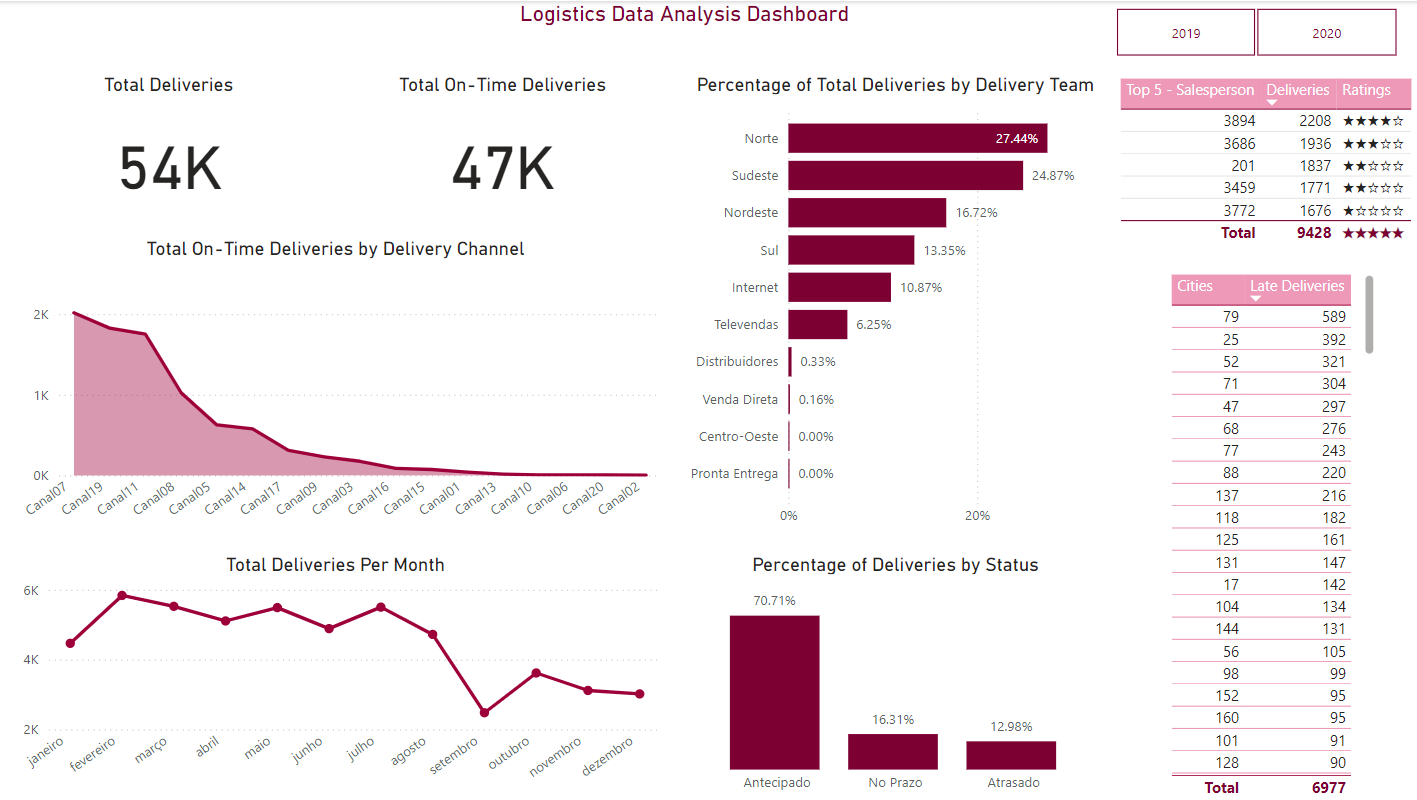 Logistics Data Analysis Dashboard
2019
2020
Total Deliveries
54K
Total On-Time Deliveries
47K
Total On-Time Deliveries by Delivery Channel
2K
1K
0K
Canal07
Canal19
Canal11
Canal08
Canal05
Canal14
Canal17
Canal09
Canal03
Canal16
Canal15
Canal01
Canal13
Canal10
Canal06
Canal20
Canal02
Total Deliveries Per Month
6K
4K
2K
janeiro
fevereiro
março
abril
maio
junho
julho
agosto
setembro
outubro
novembro
dezembro
Percentage of Total Deliveries by Delivery Team
Norte 27.44%
Sudeste 24.87%
Nordeste 16.72%
Sul 13.35%
Internet 10.87%
Televendas 6.25%
Distribuidores 0.33%
Venda Direta 0.16%
Centro-Oeste 0.00%
Pronta Entrega 0.00%
0% 20%
Percentage of Deliveries by Status
70.71%
16.31%
12.98%
Antecipado
No Prazo
Atrasado
Top 5 - Salesperson Deliveries Ratings
3894 2208 ★★★★☆
3686 1936 ★★★☆☆
201 1837 ★★☆☆☆
3459 1771 ★★☆☆☆
3772 1676 ★☆☆☆☆
Total 9428 ★★★★★
Cities Late Deliveries
79 589
25 392
52 321
71 304
47 297
68 276
77 243
88 220
137 216
118 182
125 161
131 147
17 142
104 134
144 131
56 105
98 99
152 95
160 95
101 91
128 90
Total 6977